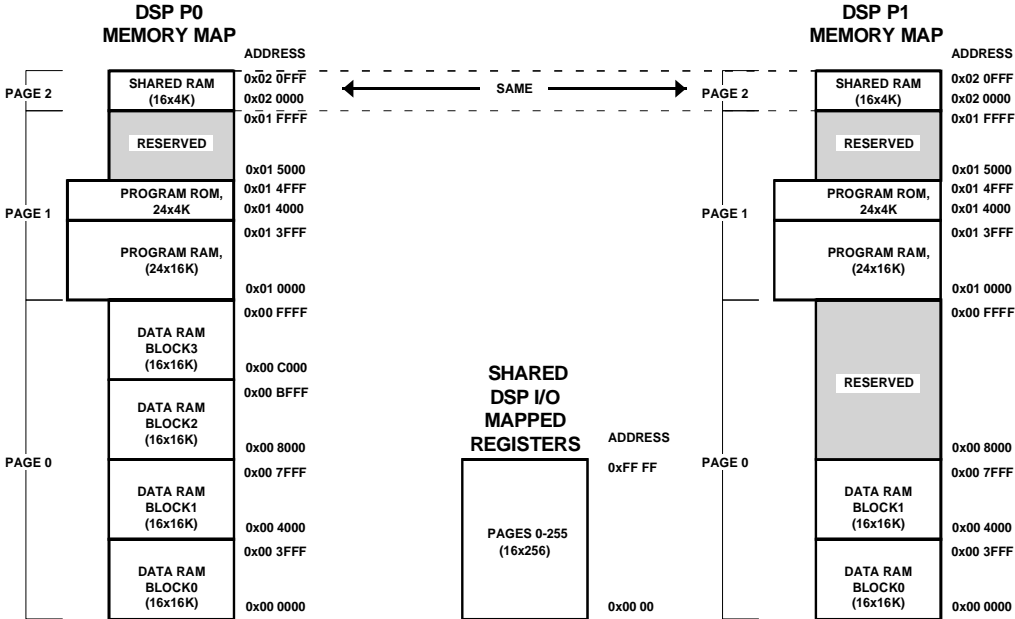 DSP P0
MEMORY MAP
ADDRESS
PAGE 2
SHARED RAM
(16x4K)
0x02 0FFF
0x02 0000
0x01 FFFF
RESERVED
0x01 5000
PAGE 1
PROGRAM ROM,
24x4K
0x01 4FFF
0x01 4000
0x01 3FFF
PROGRAM RAM,
(24x16K)
0x01 0000
0x00 FFFF
DATA RAM
BLOCK3
(16x16K)
0x00 C000
0x00 BFFF
DATA RAM
BLOCK2
(16x16K)
0x00 8000
PAGE 0
0x00 7FFF
DATA RAM
BLOCK1
(16x16K)
0x00 4000
0x00 3FFF
DATA RAM
BLOCK0
(16x16K)
0x00 0000
SAME
SHARED
DSP I/O
MAPPED
REGISTERS
ADDRESS
0xFF FF
PAGES 0-255
(16x256)
0x00 00
DSP P1
MEMORY MAP
ADDRESS
PAGE 2
SHARED RAM
(16x4K)
0x02 0FFF
0x02 0000
0x01 FFFF
RESERVED
0x01 5000
PAGE 1
PROGRAM ROM,
24x4K
0x01 4FFF
0x01 4000
0x01 3FFF
PROGRAM RAM,
(24x16K)
0x01 0000
0x00 FFFF
RESERVED
0x00 8000
PAGE 0
0x00 7FFF
DATA RAM
BLOCK1
(16x16K)
0x00 4000
0x00 3FFF
DATA RAM
BLOCK0
(16x16K)
0x00 0000